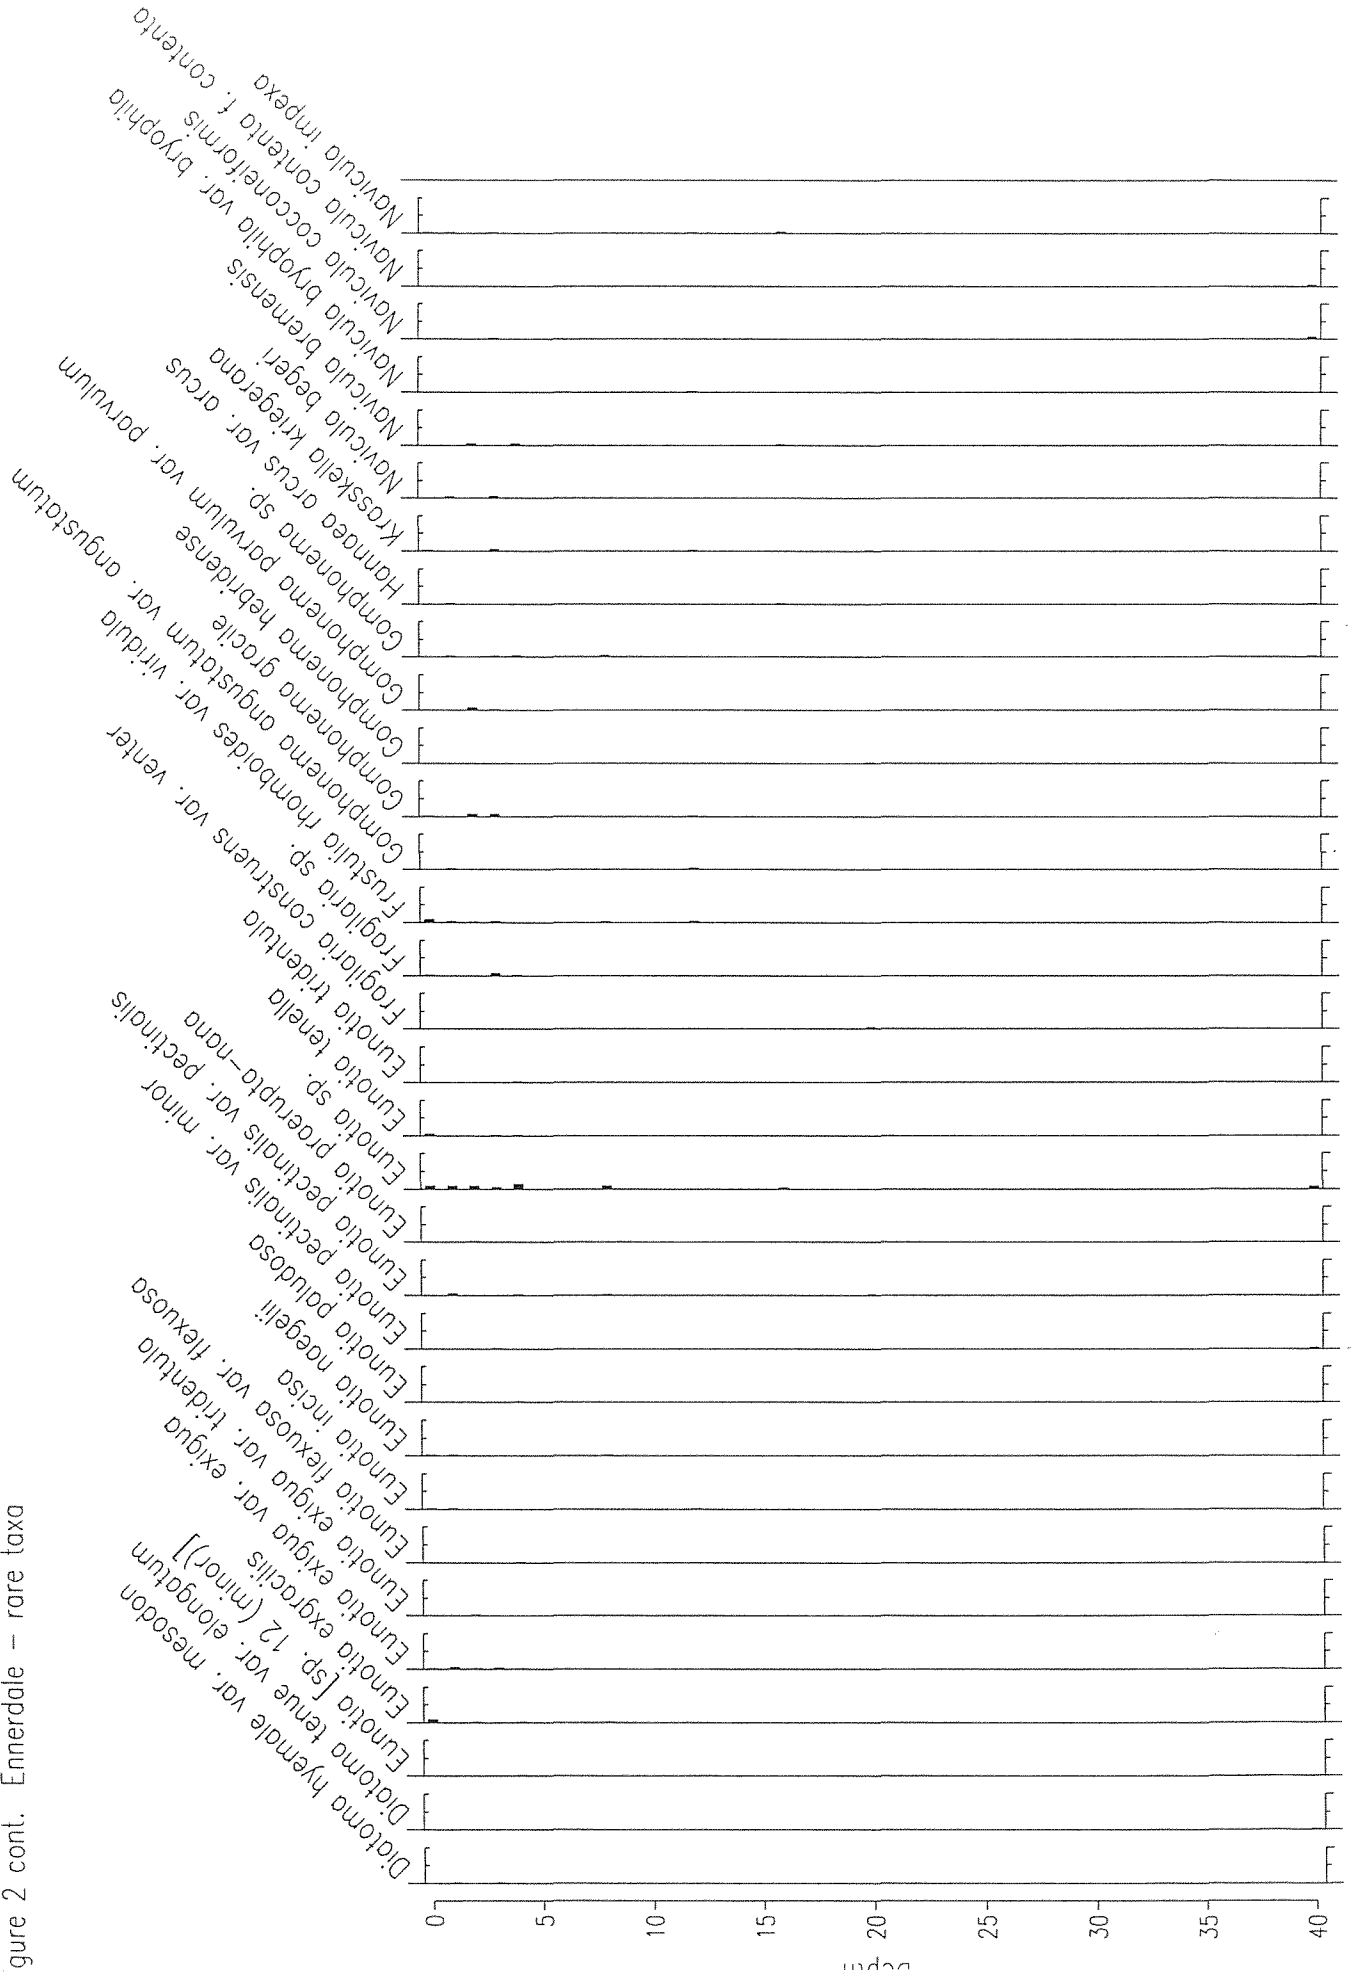 gure 2 cont. Ennerdale – rare taxa
Diatoma hyemale var. mesodon
Diatoma tenue var. elongatum
Eunotia [sp. 12 (minor)]
Eunotia exgracilis
Eunotia exigua var. exigua
Eunotia exigua var. tridentula
Eunotia flexuosa var. flexuosa
Eunotia incisa
Eunotia naegelii
Eunotia paludosa
Eunotia pectinalis var. minor
Eunotia pectinalis var. pectinalis
Eunotia praerupta–nana
Eunotia sp.
Eunotia tenella
Eunotia tridentula
Fragilaria construens var. venter
Fragilaria sp.
Frustulia rhomboides var. viridula
Gomphonema angustatum var. angustatum
Gomphonema gracile
Gomphonema hebridense
Gomphonema parvulum var. parvulum
Gomphonema sp.
Hannaea arcus var. arcus
Krasskella kriegerana
Navicula begeri
Navicula bremensis
Navicula bryophila var. bryophila
Navicula cocconeiformis
Navicula contenta f. contenta
Navicula impexa
0
5
10
15
20
25
30
35
40
Depth